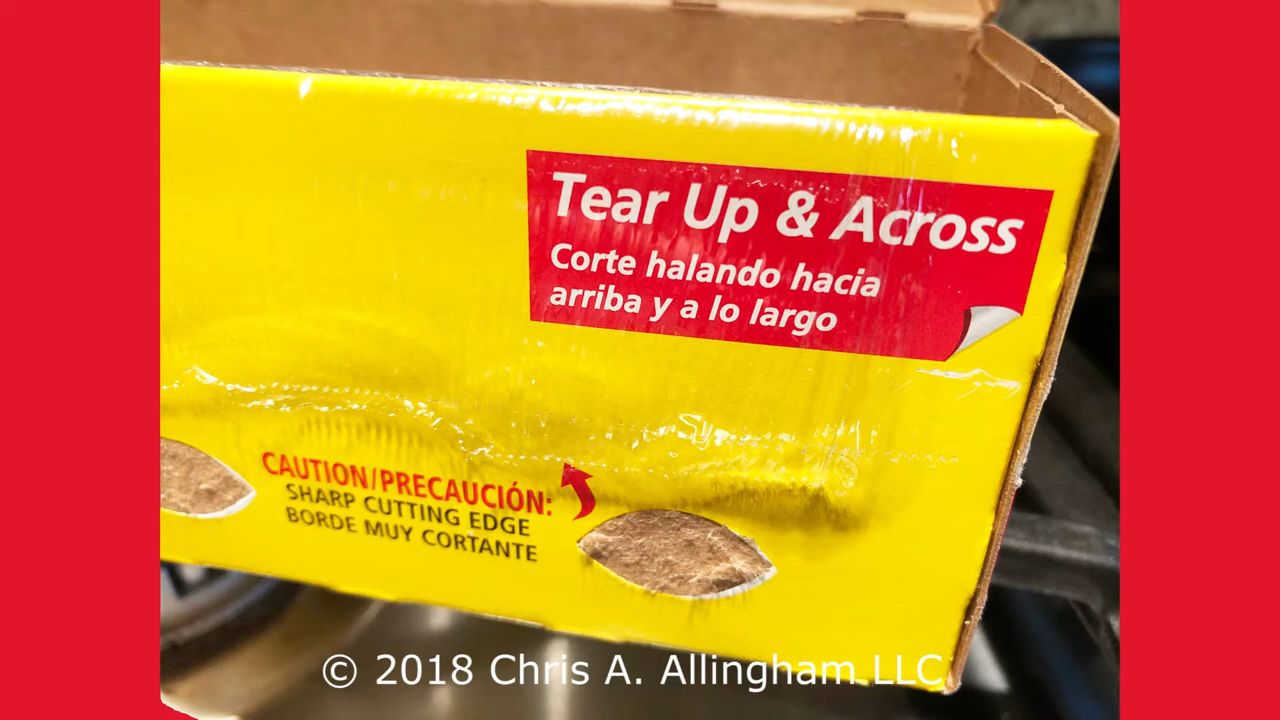 Tear Up & Across
Corte halando hacia
arriba y a lo largo
CAUTION/PRECAUCIÓN:
SHARP CUTTING EDGE
BORDE MUY CORTANTE
© 2018 Chris A. Allingham LLC